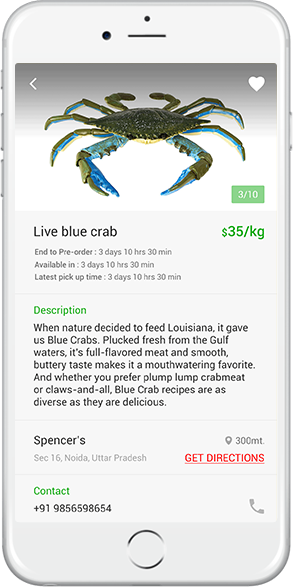 3/10
Live blue crab
$35/kg
End to Pre-order : 3 days 10 hrs 30 min
Available in : 3 days 10 hrs 30 min
Latest pick up time : 3 days 10 hrs 30 min
Description
When nature decided to feed Louisiana, it gave
us Blue Crabs. Plucked fresh from the Gulf
waters, it's full-flavored meat and smooth,
buttery taste makes it a mouthwatering favorite.
And whether you prefer plump lump crabmeat
or claws-and-all, Blue Crab recipes are as
diverse as they are delicious.
Spencer's
300mt.
Sec 16, Noida, Uttar Pradesh
GET DIRECTIONS
Contact
+91 9856598654